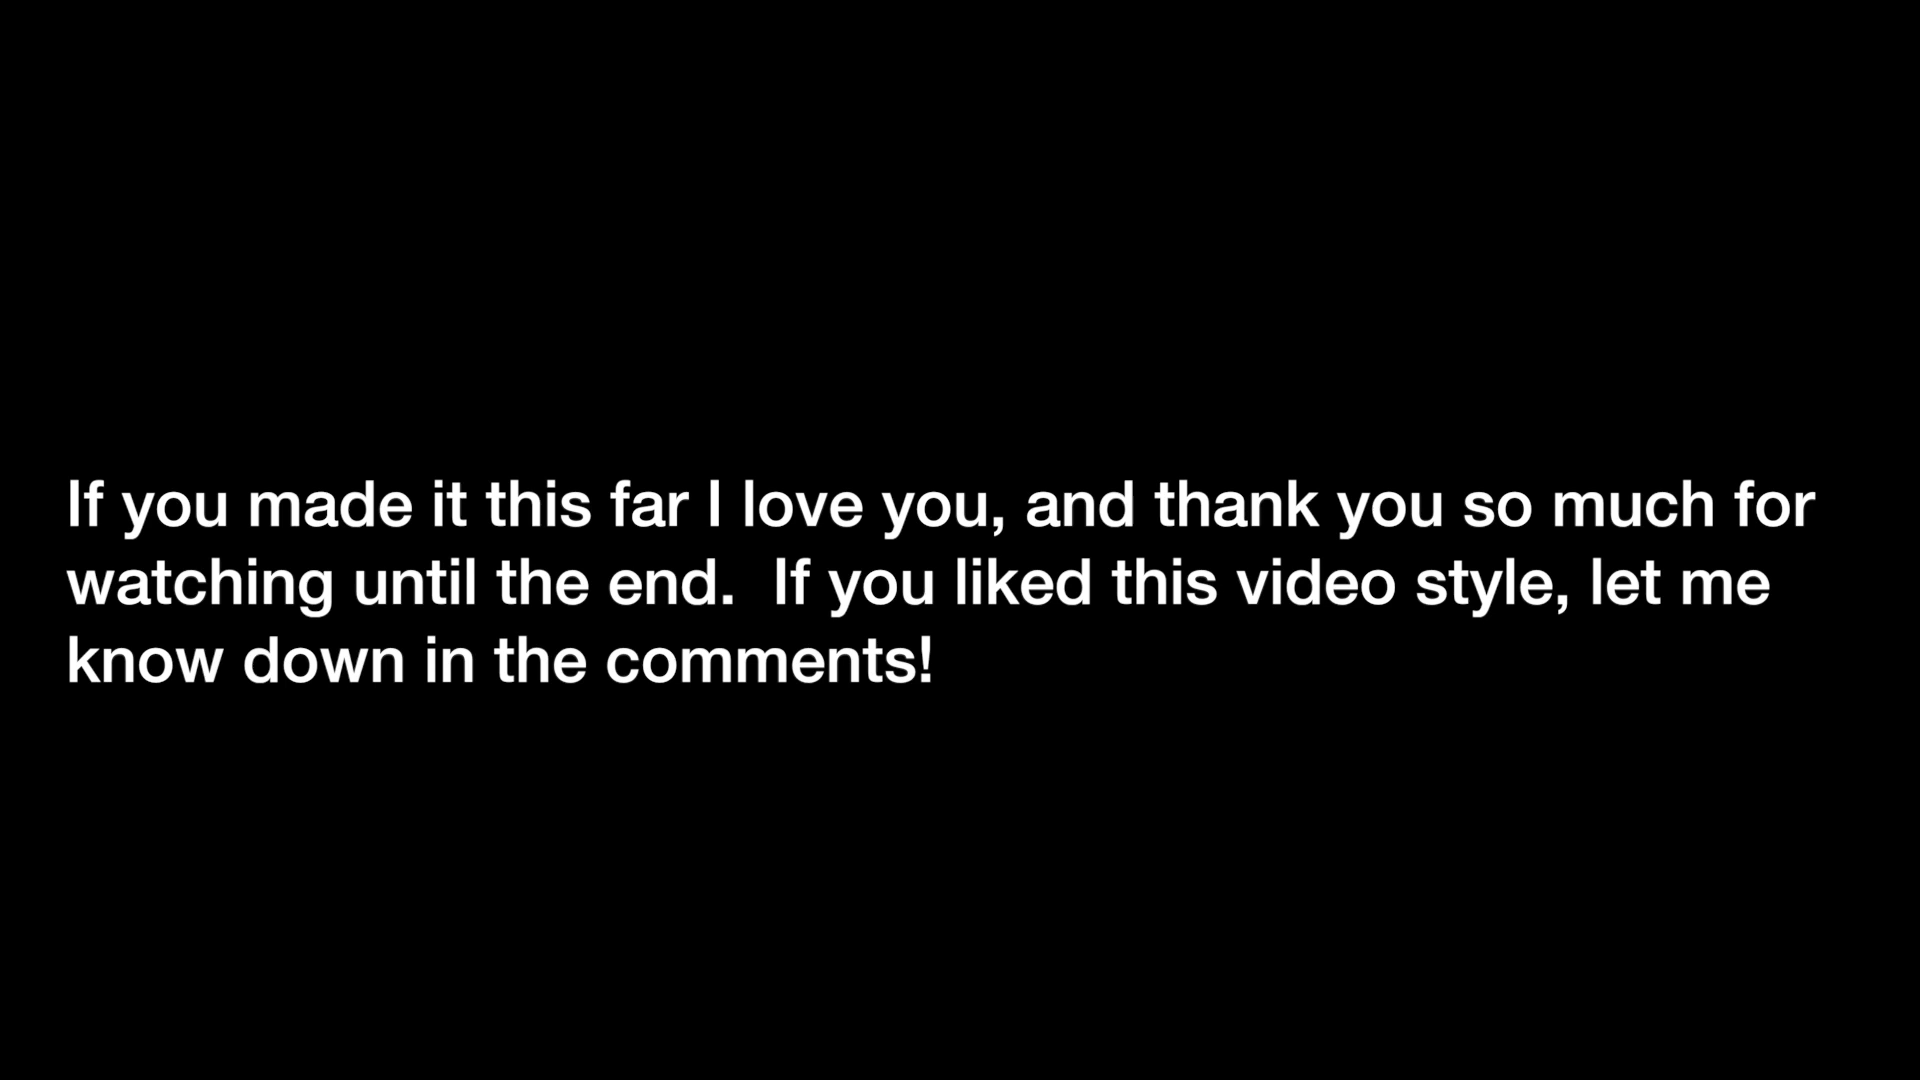 If you made it this far I love you, and thank you so much for
watching until the end.  If you liked this video style, let me
know down in the comments!